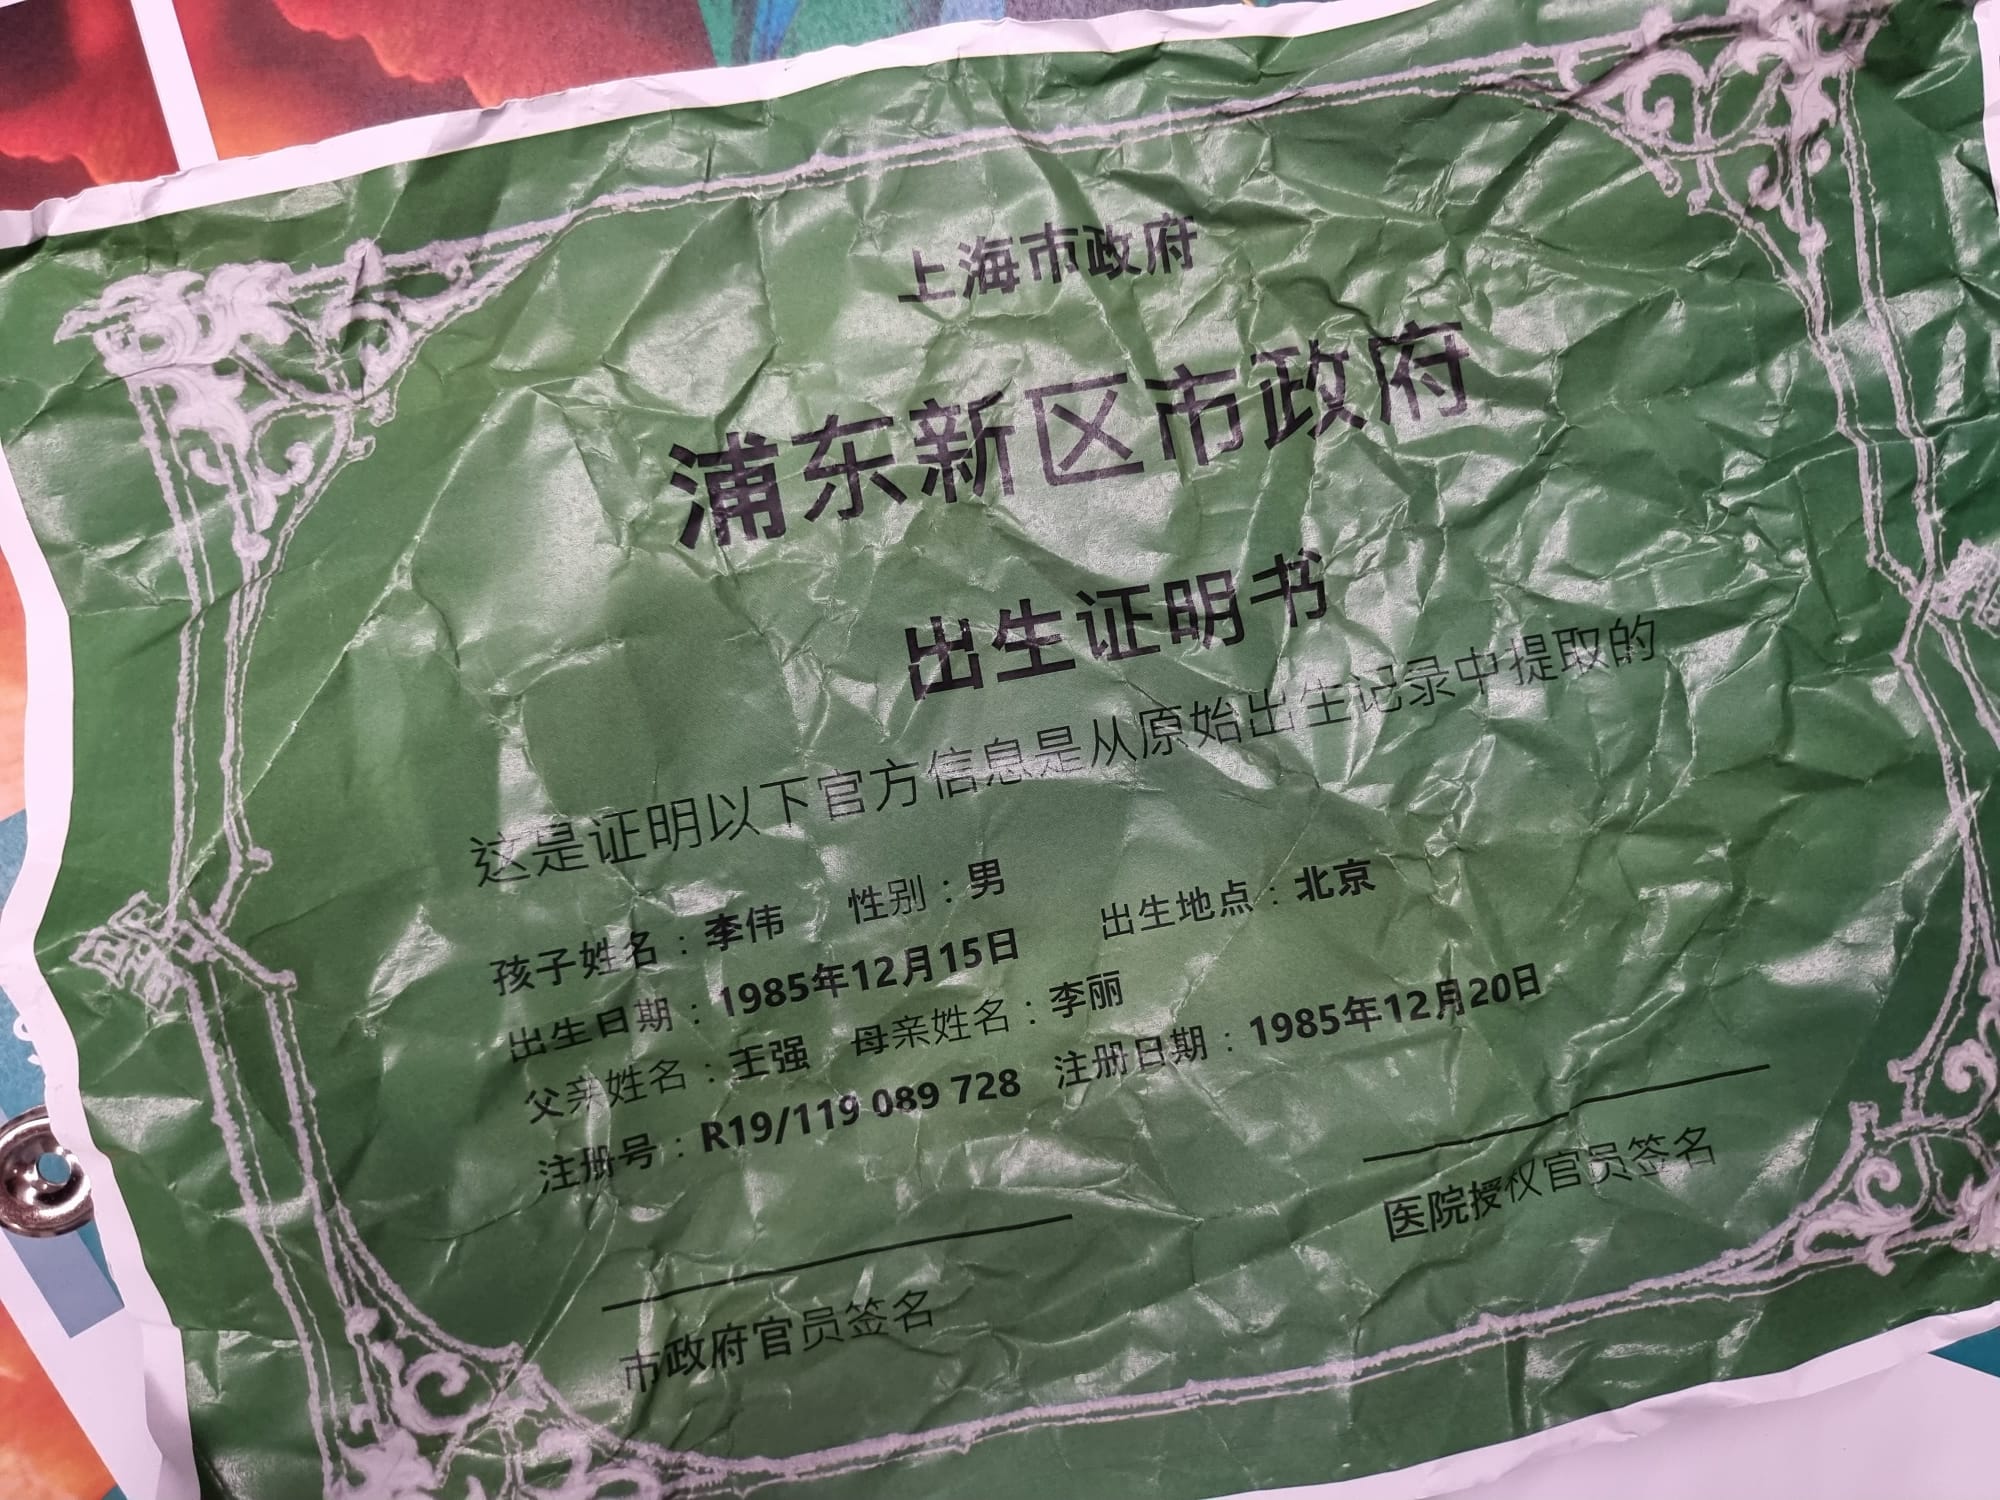 上海市政府
浦东新区市政府
出生证明书
这是证明以下官方信息是从原始出生记录中提取的
孩子姓名：李伟 性别：男
出生日期：1985年12月15日 出生地点：北京
父亲姓名：王强 母亲姓名：李丽
注册号：R19/119 089 728 注册日期：1985年12月20日
医院授权官员签名
市政府官员签名